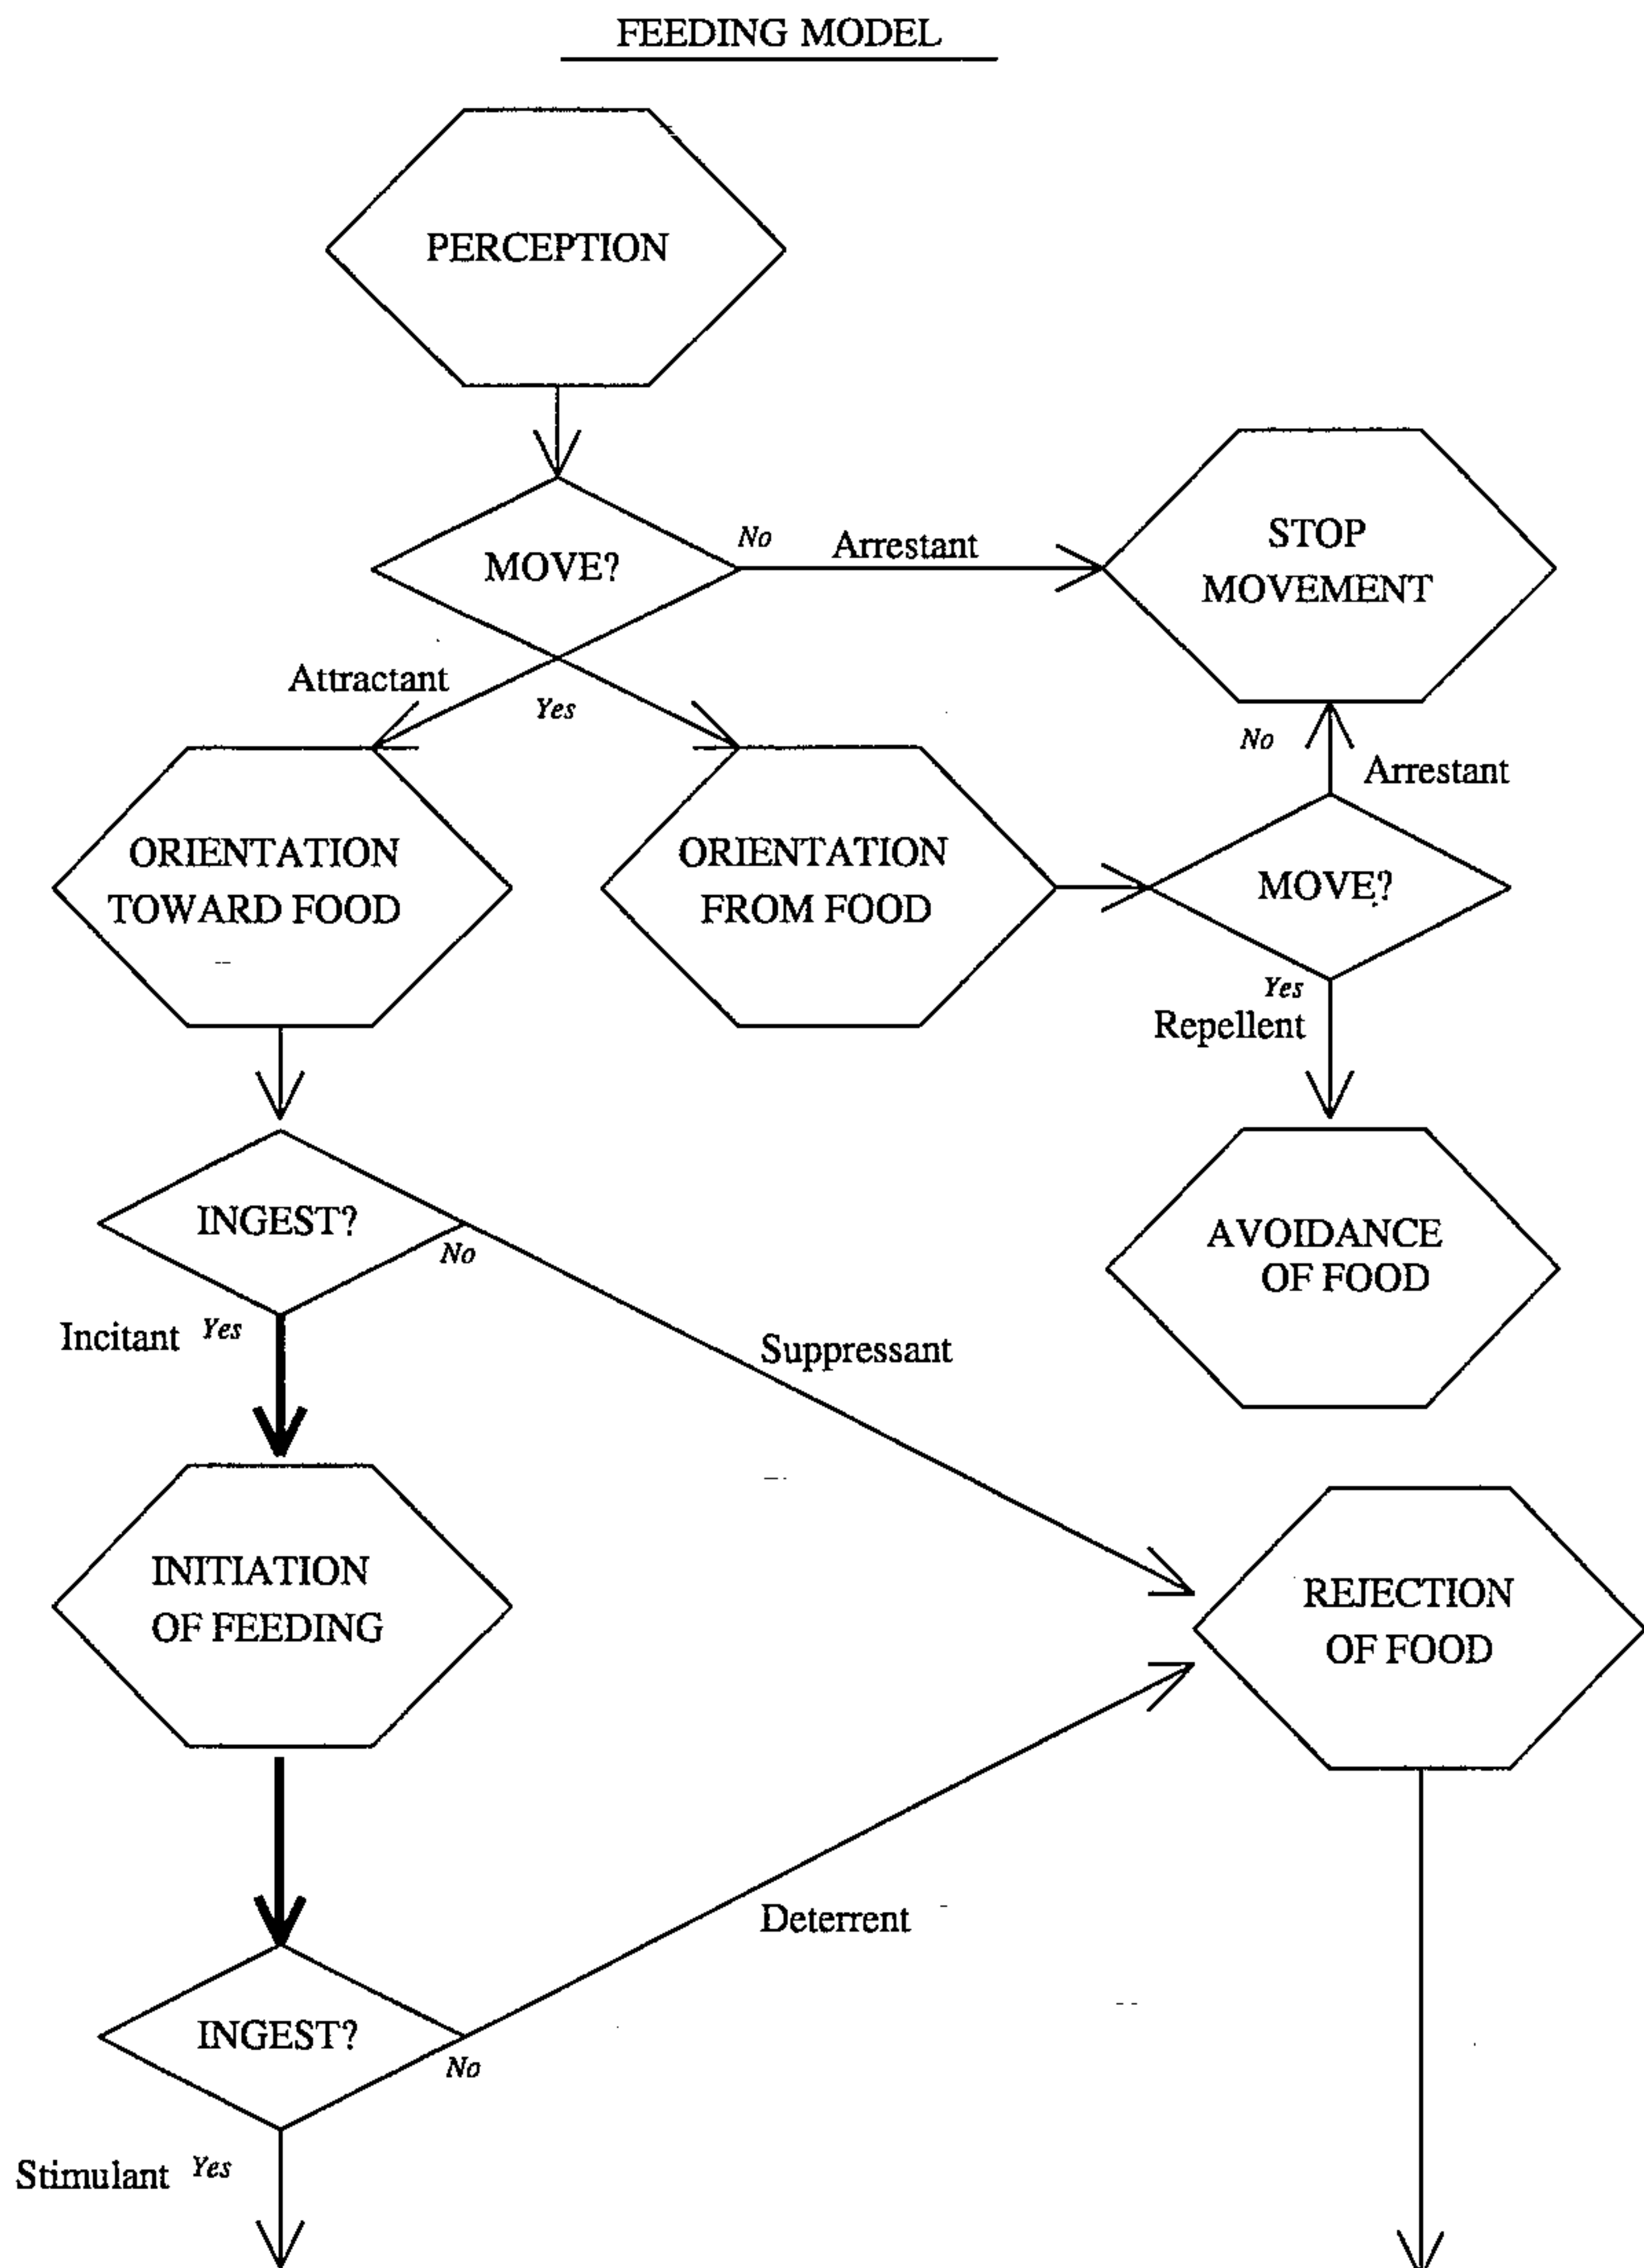 FEEDING MODEL
PERCEPTION
MOVE?
No
Arrestant
STOP
MOVEMENT
Attractant
Yes
No
Arrestant
ORIENTATION
TOWARD FOOD
ORIENTATION
FROM FOOD
MOVE?
Yes
Repellent
INGEST?
No
AVOIDANCE
OF FOOD
Incitant
Yes
Suppressant
INITIATION
OF FEEDING
REJECTION
OF FOOD
Deterrent
INGEST?
No
Stimulant
Yes